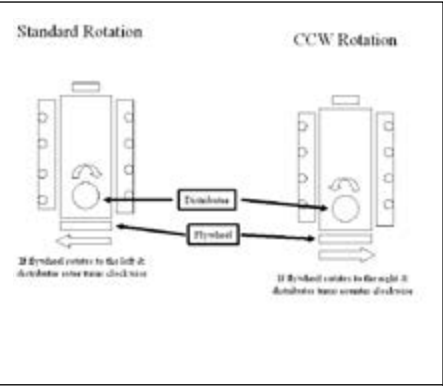 Standard Rotation
CCW Rotation
Distributor
Flywheel
If flywheel rotates to the left &
distributor rotor turns clockwise
If flywheel rotates to the right &
distributor turns counter clockwise